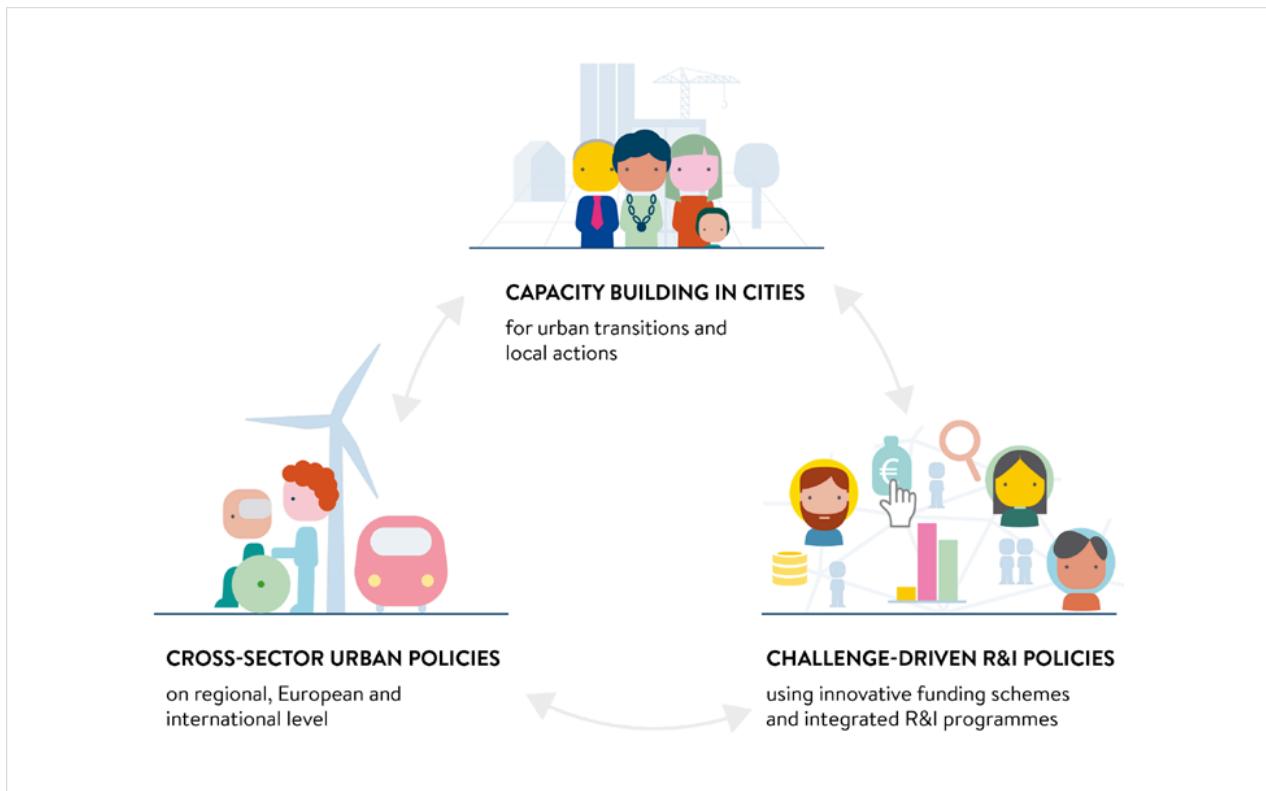 CAPACITY BUILDING IN CITIES
for urban transitions and
local actions
€
CROSS-SECTOR URBAN POLICIES
on regional, European and
international level
CHALLENGE-DRIVEN R&I POLICIES
using innovative funding schemes
and integrated R&I programmes